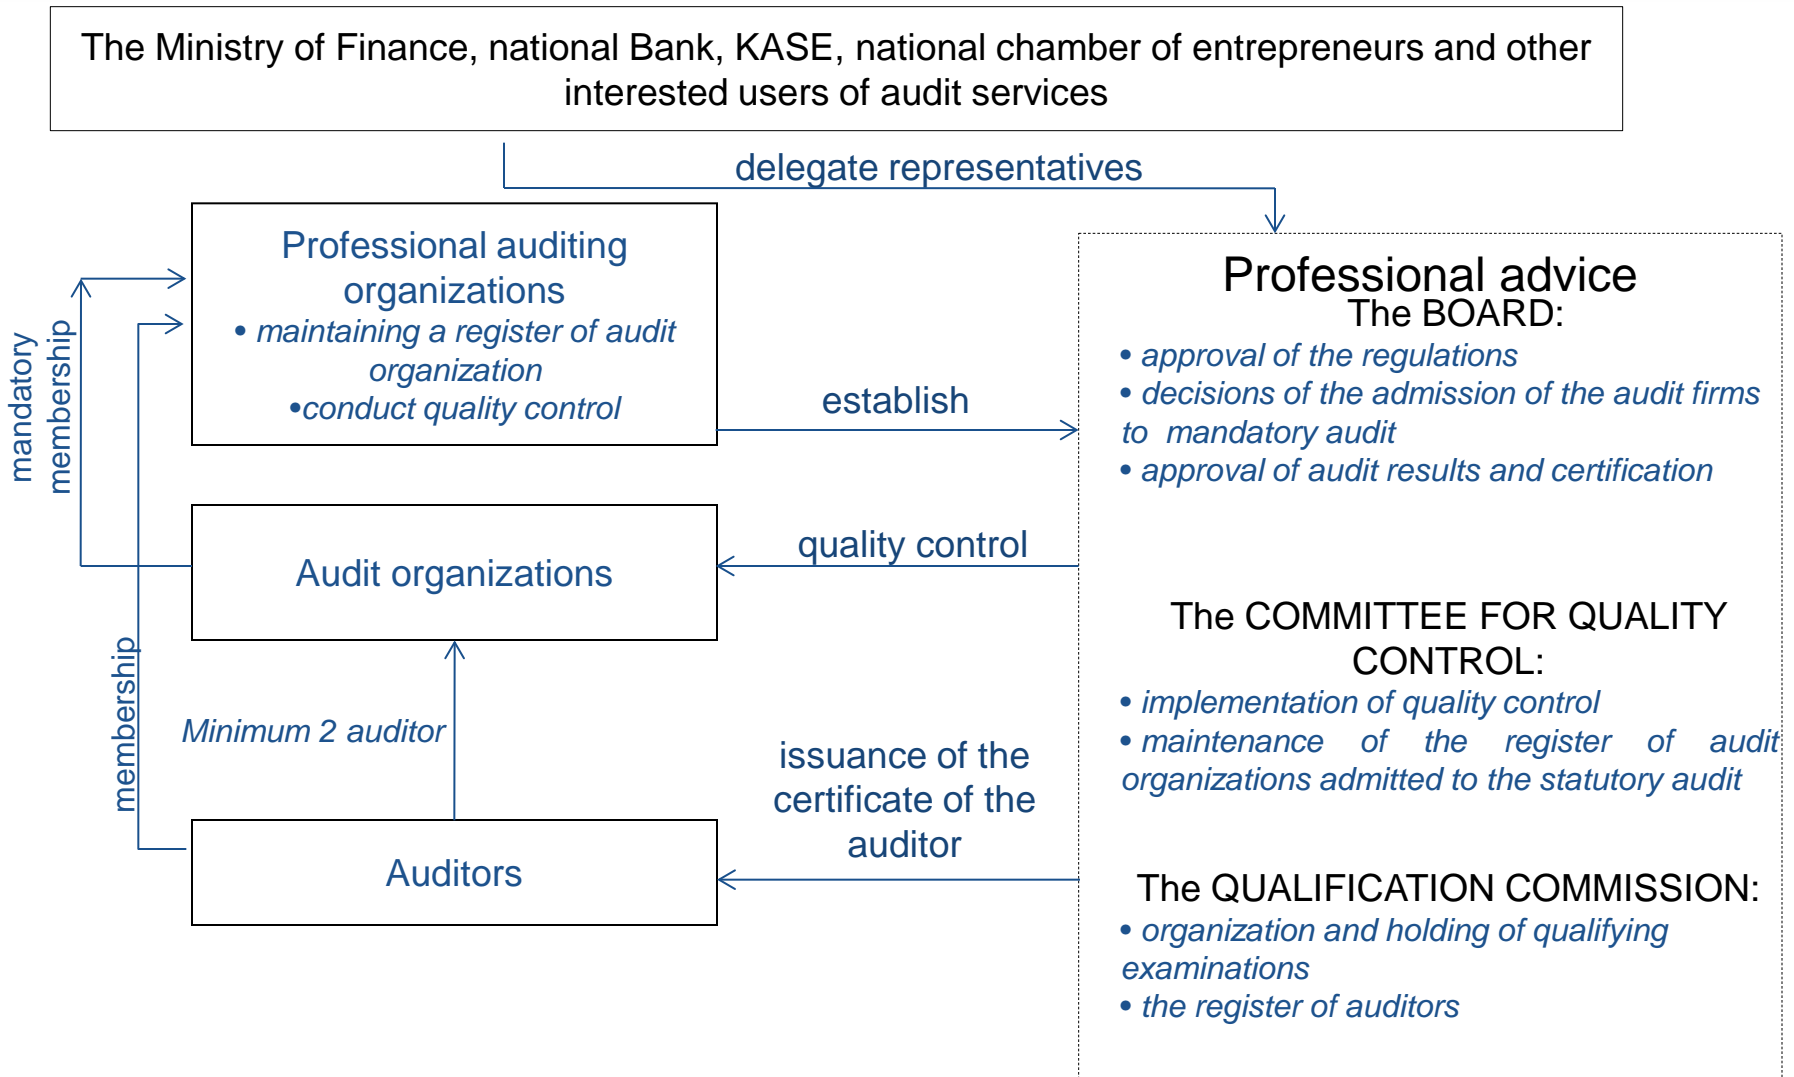 The Ministry of Finance, national Bank, KASE, national chamber of entrepreneurs and other
interested users of audit services
delegate representatives
Professional auditing
organizations
• maintaining a register of audit
organization
•conduct quality control
mandatory
membership
membership
establish
Audit organizations
quality control
Minimum 2 auditor
issuance of the
certificate of the
auditor
Auditors
Professional advice
The BOARD:
• approval of the regulations
• decisions of the admission of the audit firms
to mandatory audit
• approval of audit results and certification
The COMMITTEE FOR QUALITY
CONTROL:
• implementation of quality control
• maintenance of the register of audit
organizations admitted to the statutory audit
The QUALIFICATION COMMISSION:
• organization and holding of qualifying
examinations
• the register of auditors